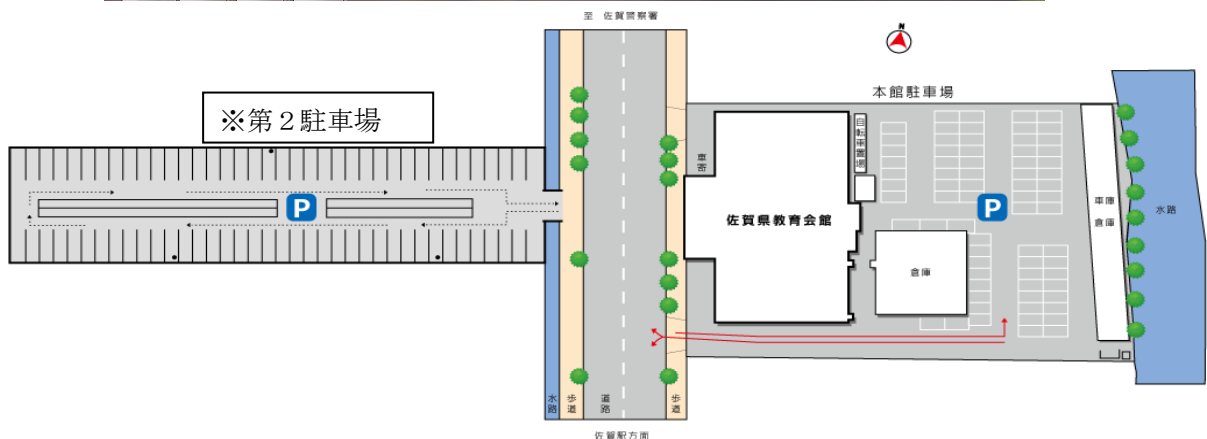 至 佐賀警察署
N
本館駐車場
※第２駐車場
自転車置場
車寄
P
P
佐賀県教育会館
車庫
倉庫
水路
倉庫
水路
歩道
道路
歩道
佐賀駅方面